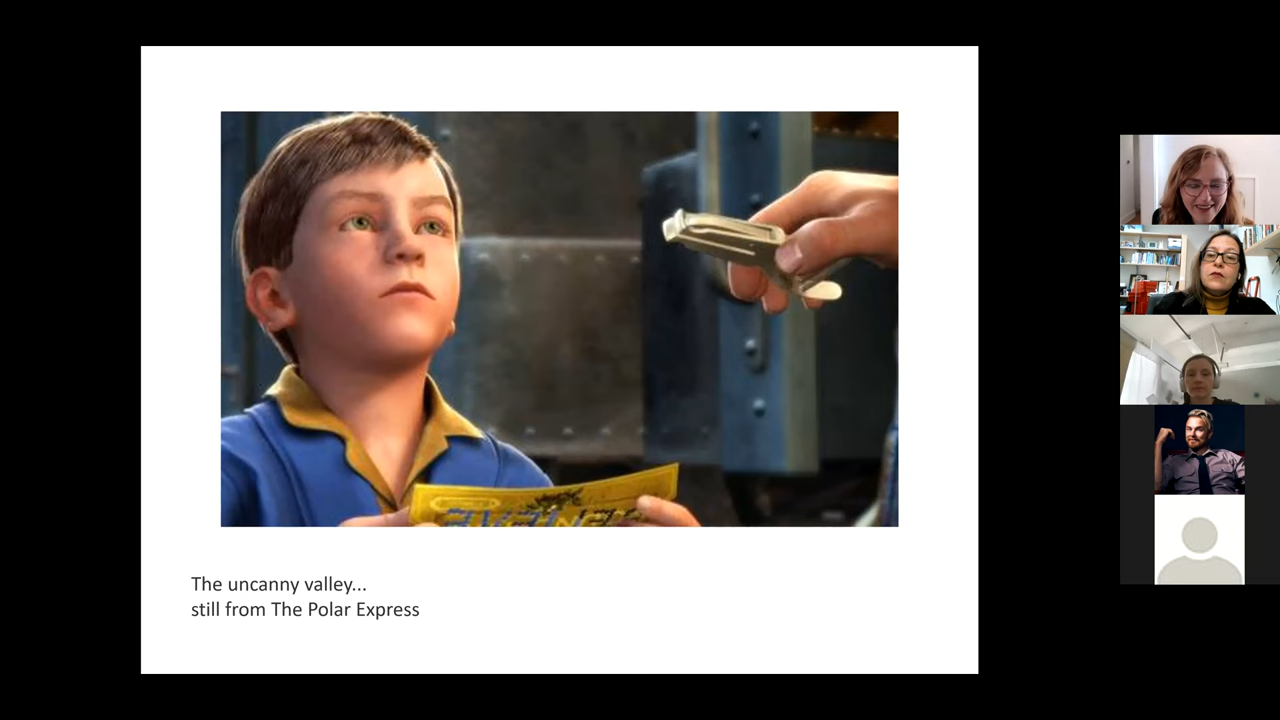 The uncanny valley...
still from The Polar Express